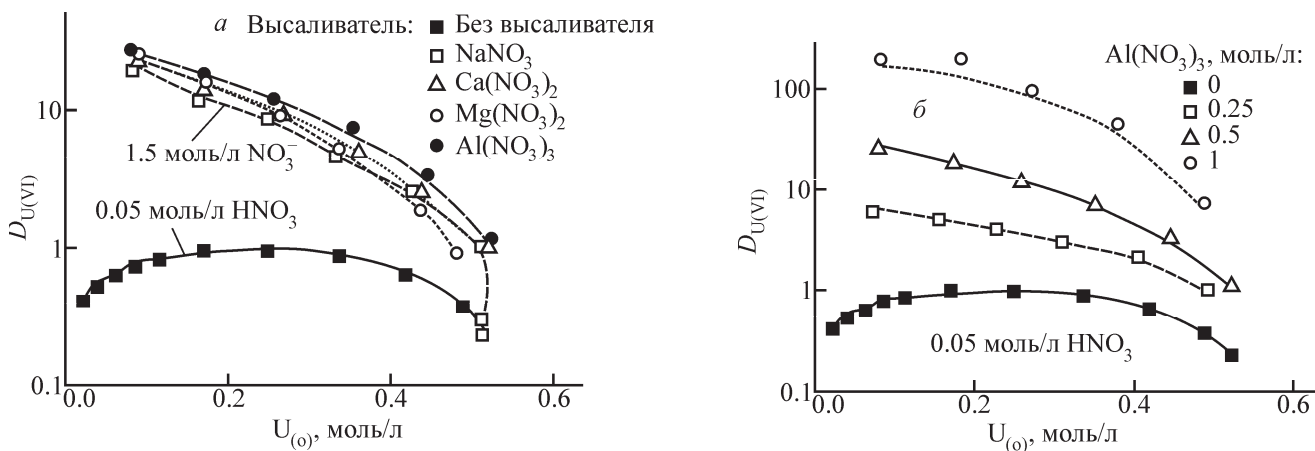 а Высаливатель:
Без высаливателя
NaNO3
Ca(NO3)2
Mg(NO3)2
Al(NO3)3
10
1.5 моль/л NO3−
0.05 моль/л HNO3
DU(VI)
1
0.1
0.0
0.2
0.4
0.6
U(о), моль/л
Al(NO3)3, моль/л:
0
0.25
0.5
1
б
100
10
DU(VI)
1
0.05 моль/л HNO3
0.1
0.0
0.2
0.4
0.6
U(о), моль/л